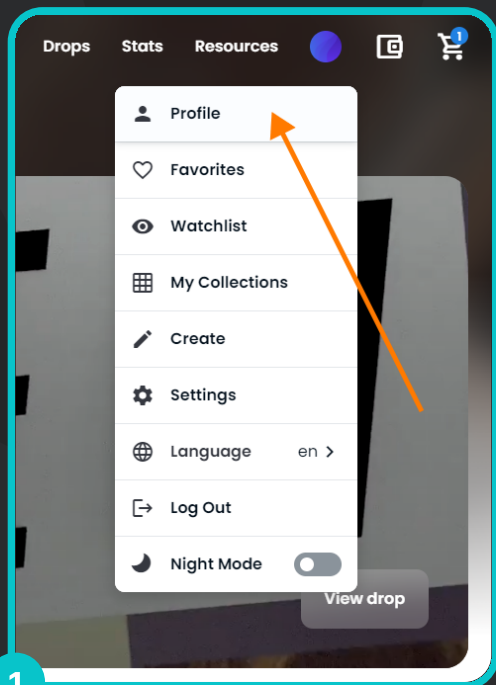 Drops Stats Resources 1
Profile
Favorites
Watchlist
My Collections
Create
Settings
Language en
Log Out
Night Mode
View drop
1